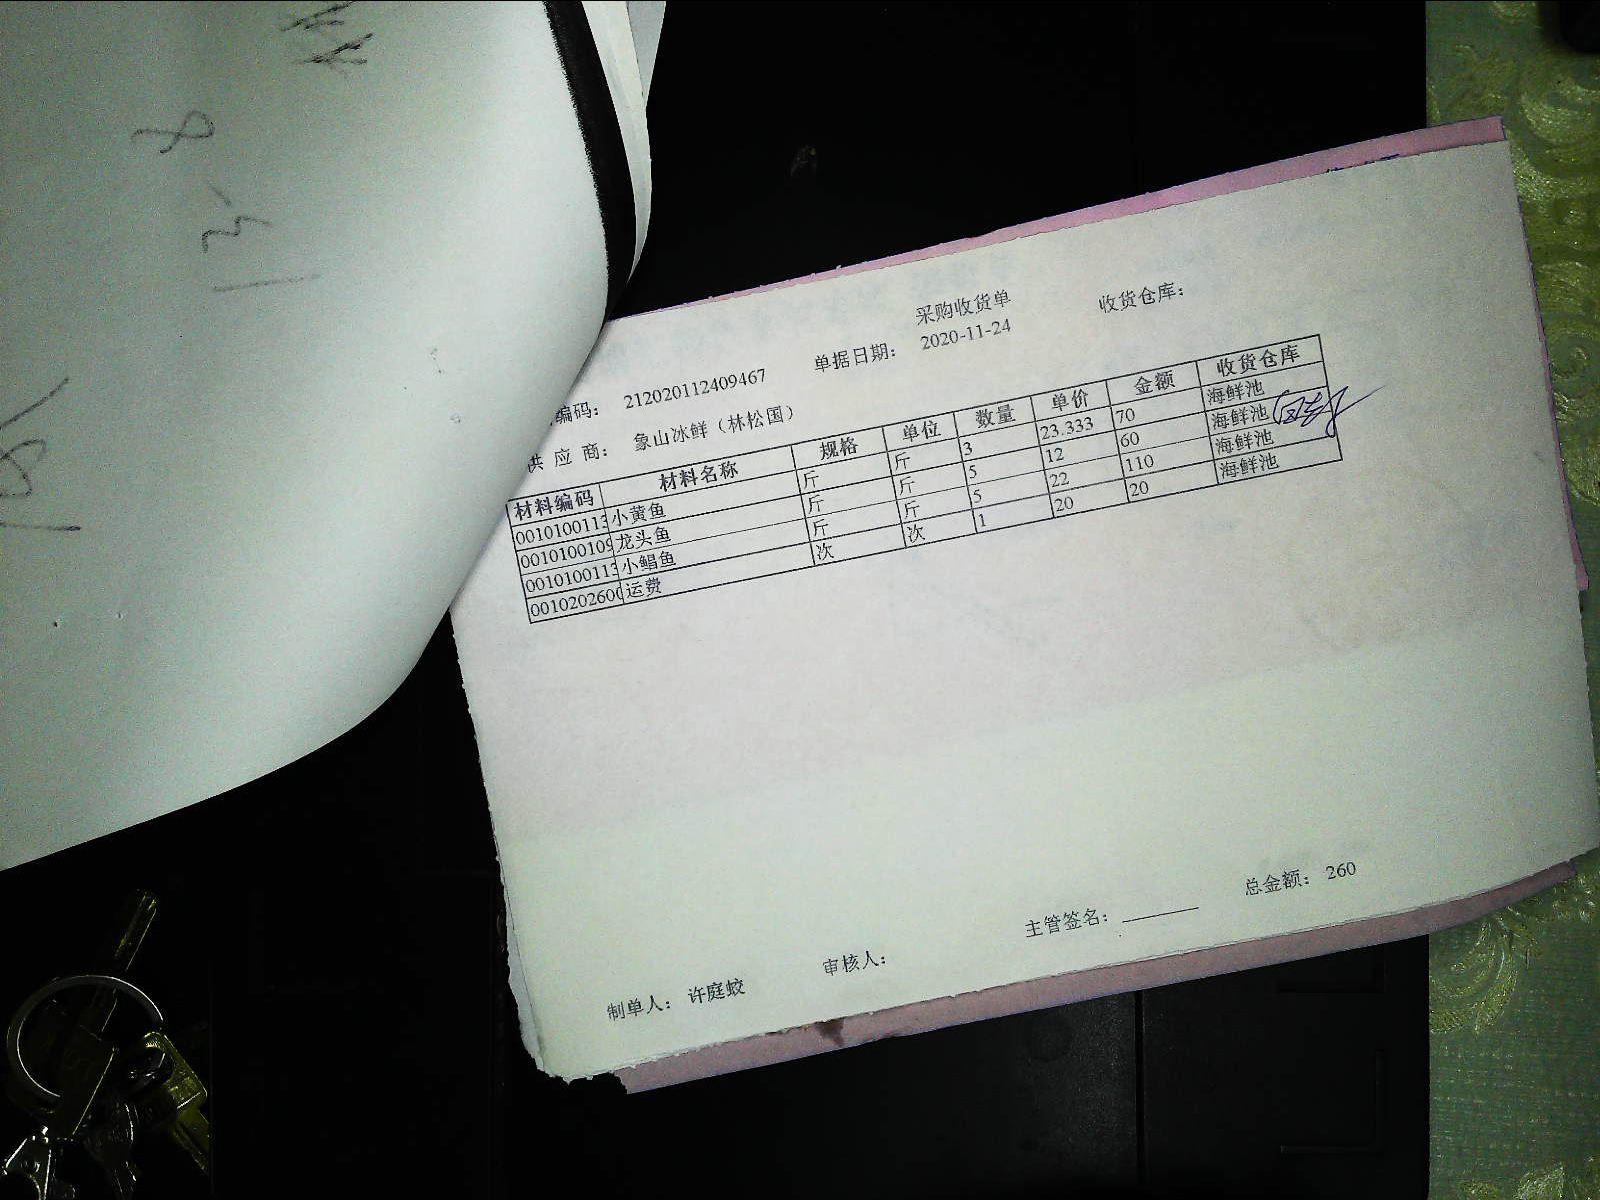 采购收货单
编码： 212020112409467 单据日期： 2020-11-24 收货仓库：
供 应 商： 象山冰鲜（林松国）
材料编码 材料名称 规格 单位 数量 单价 金额 收货仓库
001010011 小黄鱼 斤 斤 3 23.333 70 海鲜池
0010100109 龙头鱼 斤 斤 5 12 60 海鲜池
001010011 小鲳鱼 斤 斤 5 22 110 海鲜池
001020260 运费 次 次 1 20 20 海鲜池
制单人： 许庭蛟 审核人： 主管签名： 总金额： 260